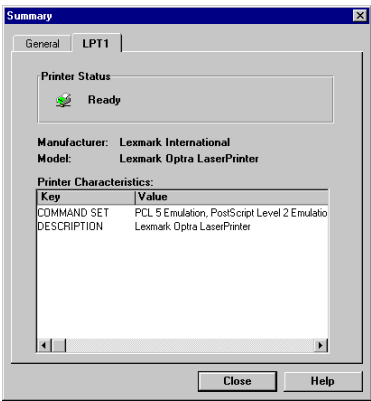 Summary
General LPT1
Printer Status
Ready
Manufacturer: Lexmark International
Model: Lexmark Optra LaserPrinter
Printer Characteristics:
Key Value
COMMAND SET PCL 5 Emulation, PostScript Level 2 Emulatio
DESCRIPTION Lexmark Optra LaserPrinter
Close Help